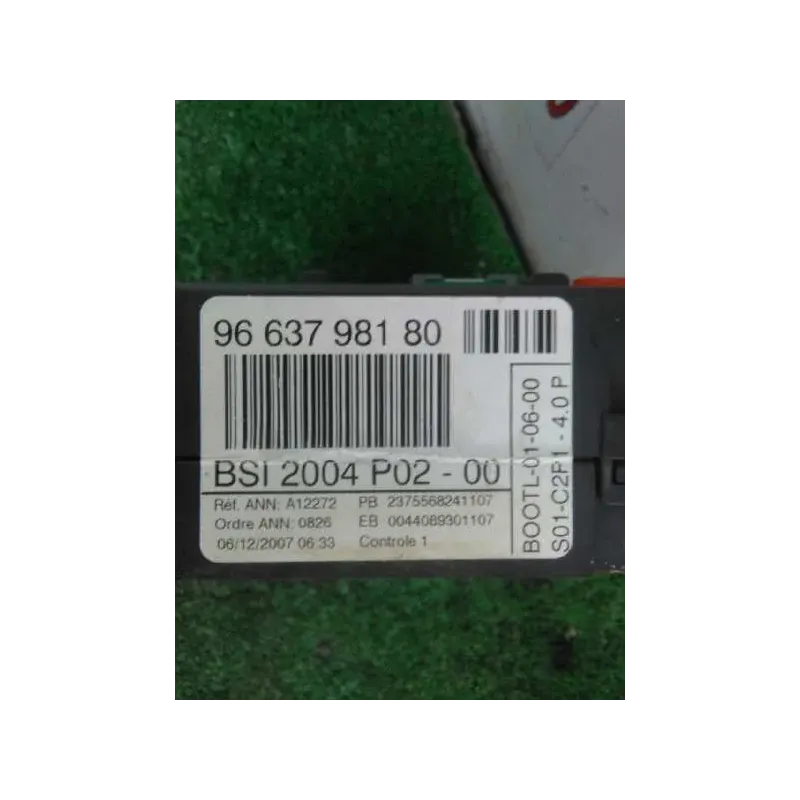 96 637 981 80
BSI 2004 P02 - 00
Réf. ANN: A12272 PB 2375568241107
Ordre ANN: 0826 EB 0044089301107
06/12/2007 06:33 Controle 1
BOOTL-01-06-00
S01-C2F1 - 4.0 P